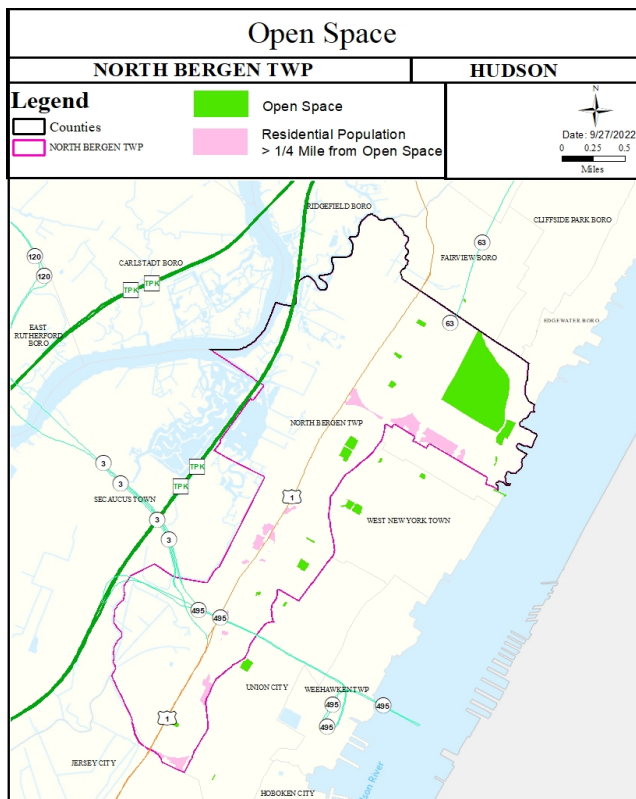 Open Space
NORTH BERGEN TWP
HUDSON
Legend
Counties
NORTH BERGEN TWP
Open Space
Residential Population
> 1/4 Mile from Open Space
N
Date: 9/27/2022
0 0.25 0.5
Miles
RIDGEFIELD BORO
CLIFFSIDE PARK BORO
63
FAIRVIEW BORO
120
120
CARLSTADT BORO
TPK
TPK
EAST
RUTHERFORD
BORO
63
EDGEWATER BORO
NORTH BERGEN TWP
3
TPK
3
TPK
SECAUCUS TOWN
1
3
WEST NEW YORK TOWN
3
495
495
UNION CITY
WEEHAWKEN TWP
495
495
495
1
JERSEY CITY
HOBOKEN CITY
son River